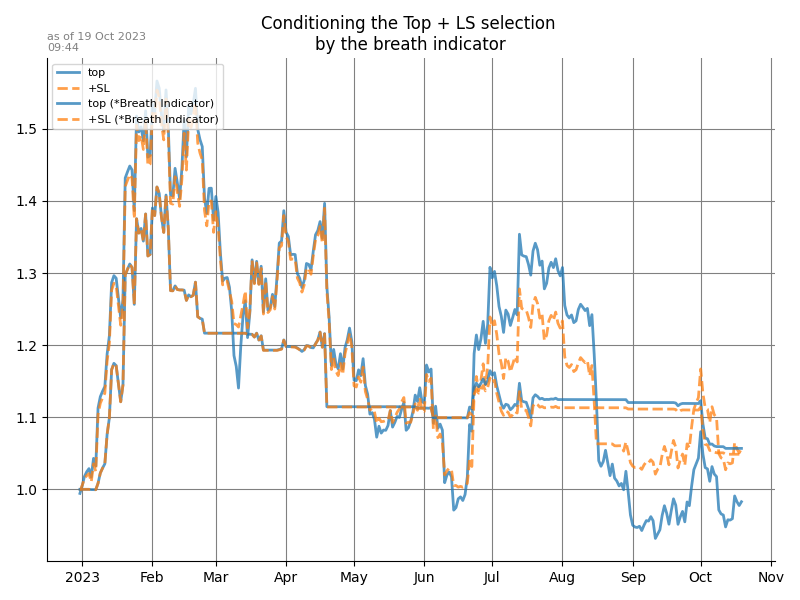 Conditioning the Top + LS selection
by the breath indicator
as of 19 Oct 2023
09:44
top
+SL
top (*Breath Indicator)
+SL (*Breath Indicator)
1.5
1.4
1.3
1.2
1.1
1.0
2023 Feb Mar Apr May Jun Jul Aug Sep Oct Nov